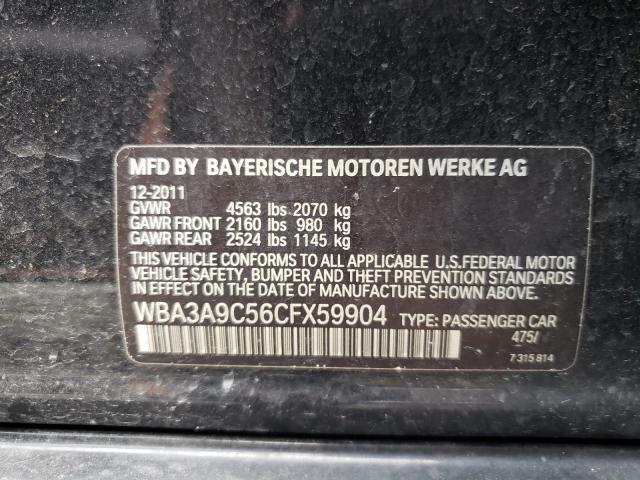 MFD BY BAYERISCHE MOTOREN WERKE AG
12-2011
GVWR 4563 lbs 2070 kg
GAWR FRONT 2160 lbs 980 kg
GAWR REAR 2524 lbs 1145 kg
THIS VEHICLE CONFORMS TO ALL APPLICABLE U.S.FEDERAL MOTOR
VEHICLE SAFETY, BUMPER AND THEFT PREVENTION STANDARDS
IN EFFECT ON THE DATE OF MANUFACTURE SHOWN ABOVE.
WBA3A9C56CFX59904 TYPE: PASSENGER CAR
475/
7 315 814